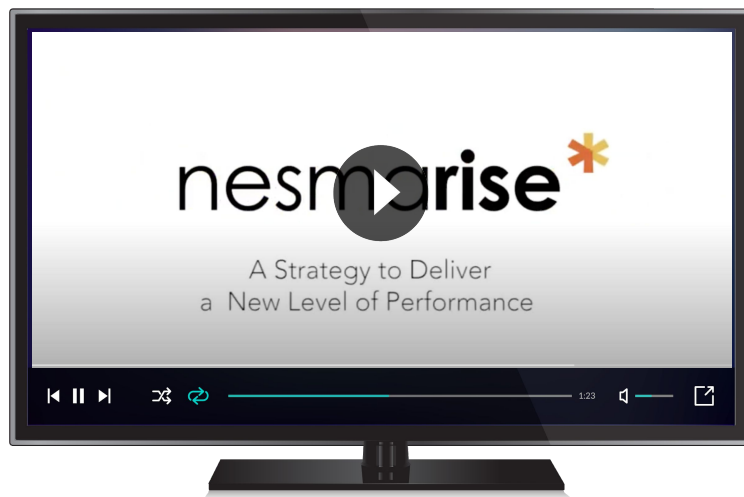 nesmarise*
A Strategy to Deliver
a New Level of Performance
1:23